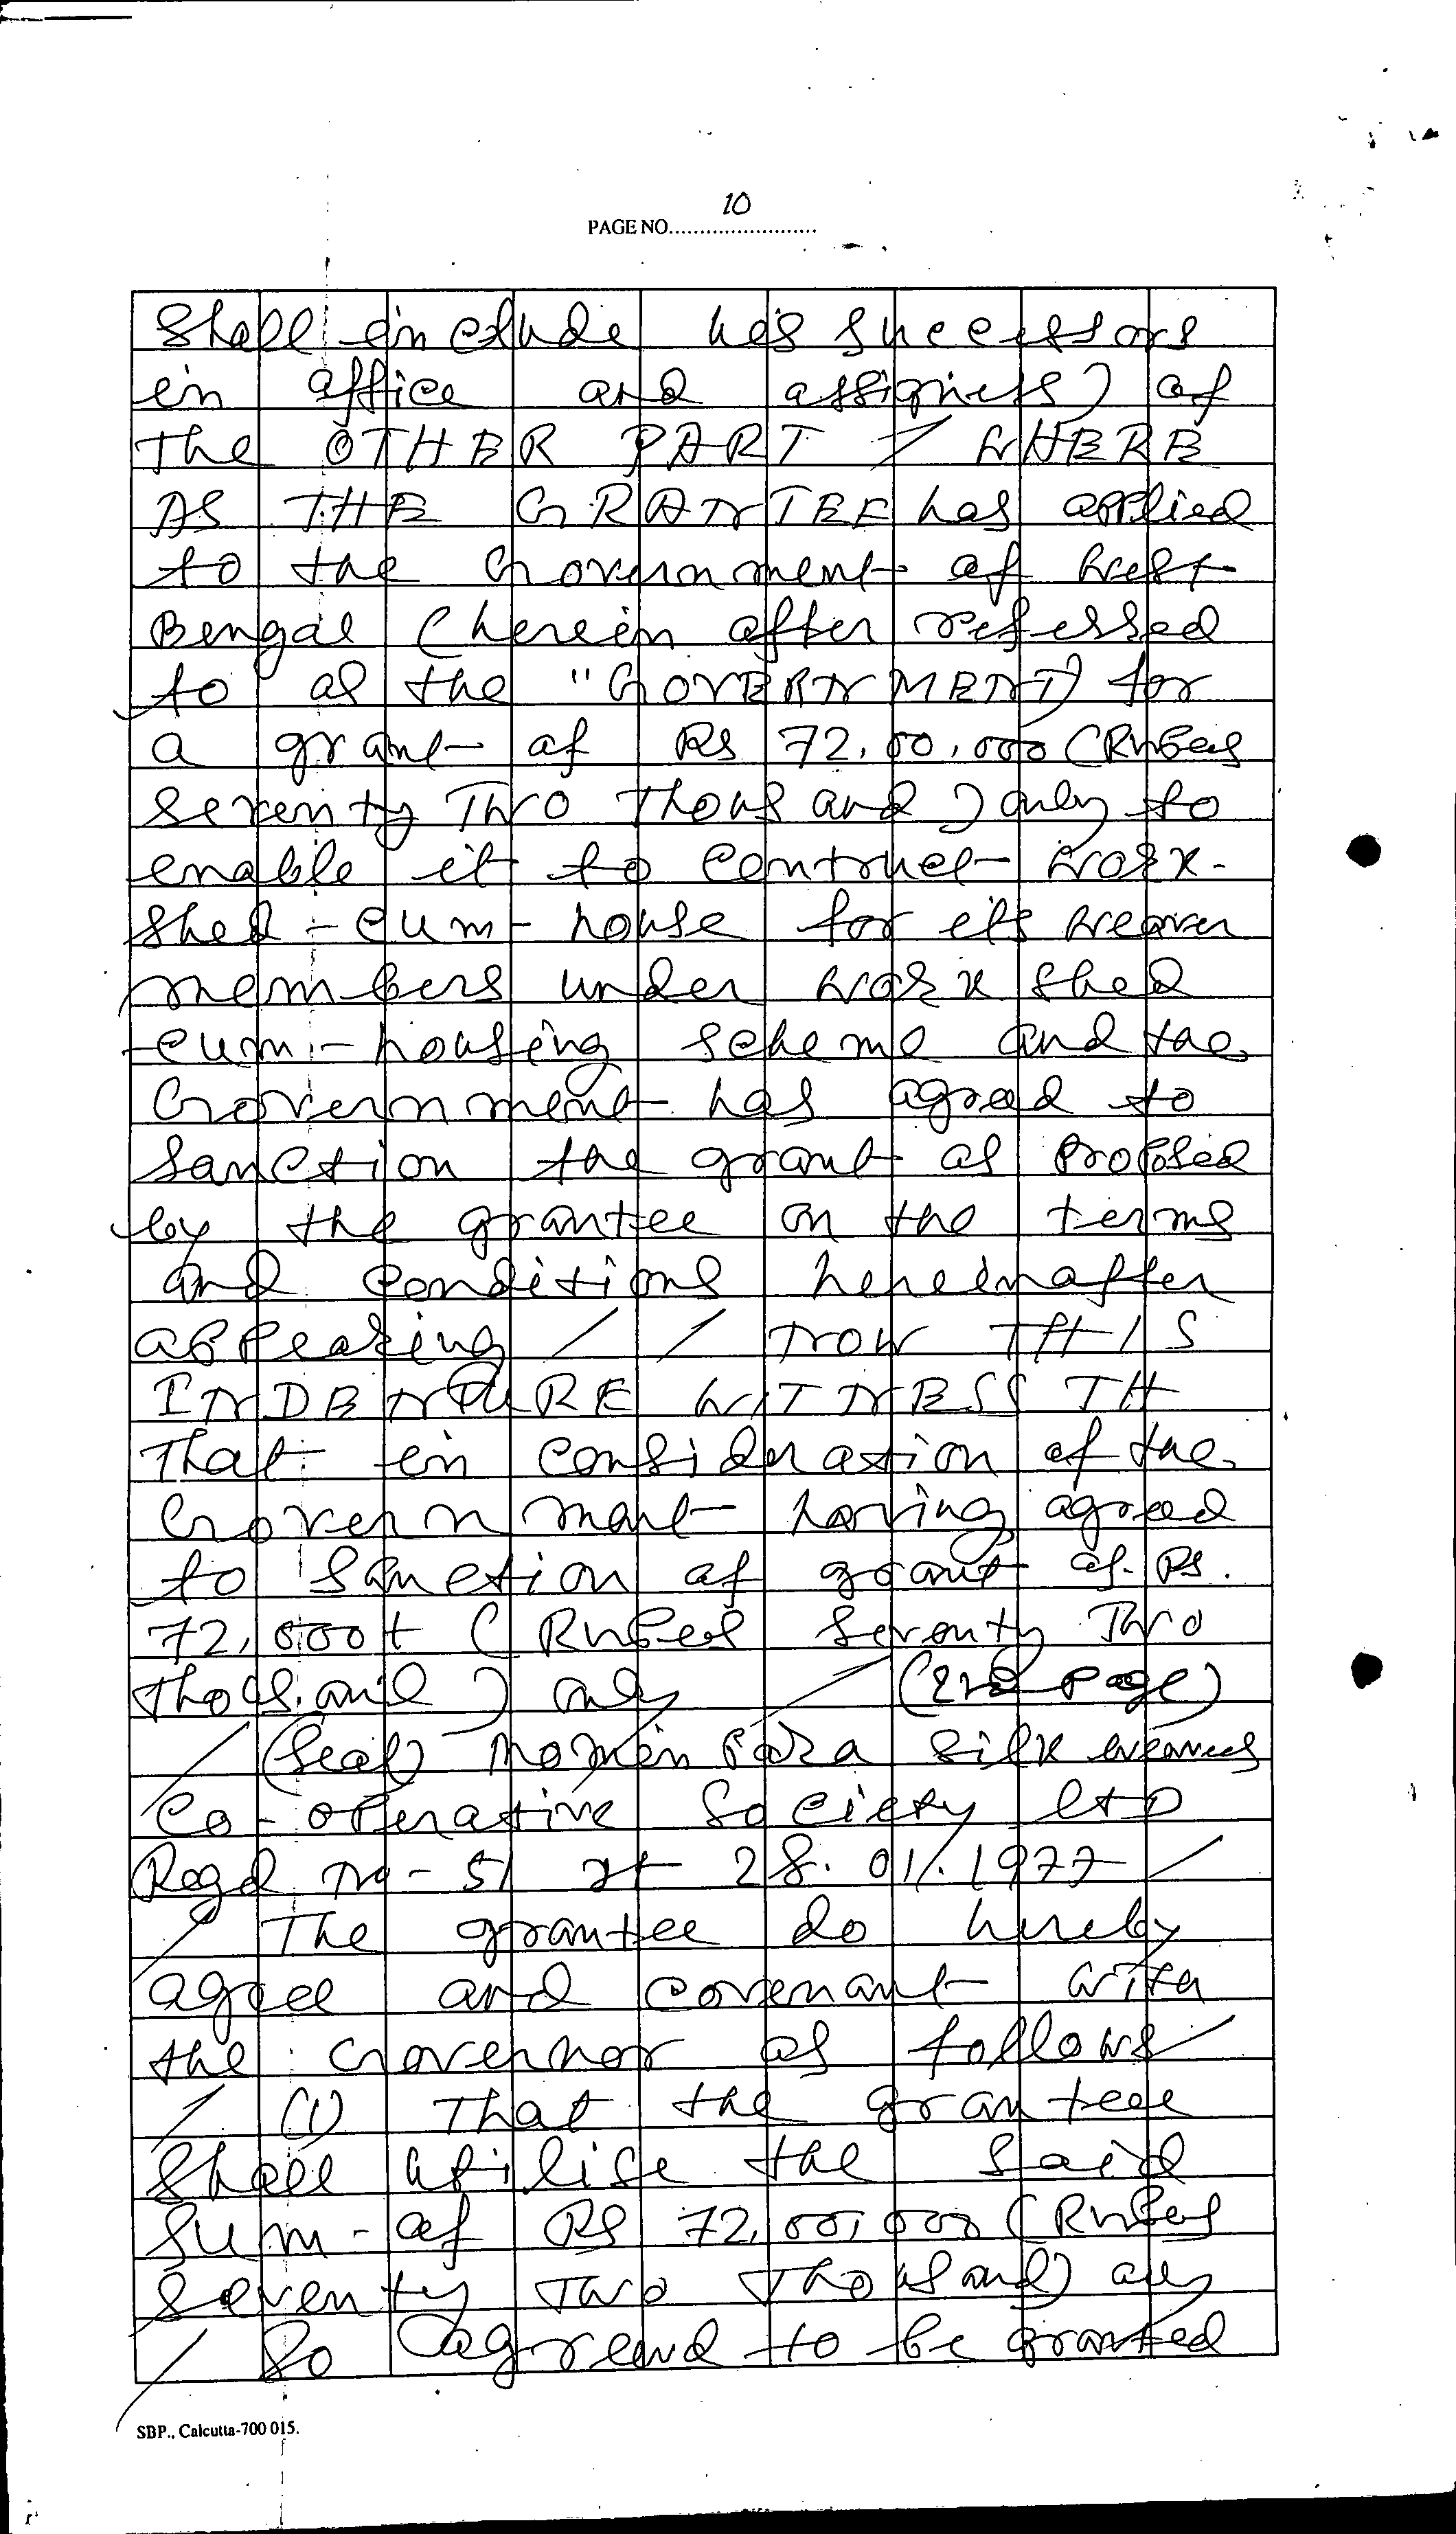 10
PAGE NO........................
Shall include his successors
in office and assigness) of
The OTHER PART / WHERE
AS THE GRANTEE has applied
to the Government of West
Bengal (herein after referred
to as the "GOVERNMENT) for
a grant of Rs 72,00,000 (Rupees
seventy Two thousand) only to
enable it to contruct work-
shed-cum-house for its weaver
members under work shed
-cum-housing scheme and the
Government has agreed to
sanction the grant as proposed
by the grantee on the terms
and conditions hereinafter
appearing / / NOW THIS
INDENTURE WITNESS TH
That in consideration of the
Government having agreed
to sanction of grant of Rs.
72,000+ (Rupees Seventy Two
thousand) only / (2nd page)
/ (Seal) Momin Para Silk weavers
Co-operative Society Ltd
Regd No-51 dt 28.01.1977 /
/ The grantee do hereby
agree and covenant with
the Governor as follows /
/ (1) That the grantee
shall utilise the said
sum-of Rs 72,00,000 (Rupees
Seventy Two Thousand) only
/ So agreend to be granted
SBP., Calcutta-700 015.